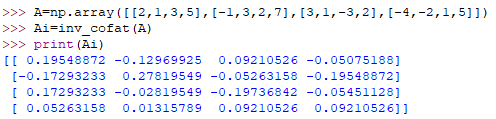 >>> A=np.array([[2,1,3,5],[-1,3,2,7],[3,1,-3,2],[-4,-2,1,5]])
>>> Ai=inv_cofat(A)
>>> print(Ai)
[[ 0.19548872 -0.12969925  0.09210526 -0.05075188]
 [-0.17293233  0.27819549 -0.05263158 -0.19548872]
 [ 0.17293233 -0.02819549 -0.19736842 -0.05451128]
 [ 0.05263158  0.01315789  0.09210526  0.09210526]]